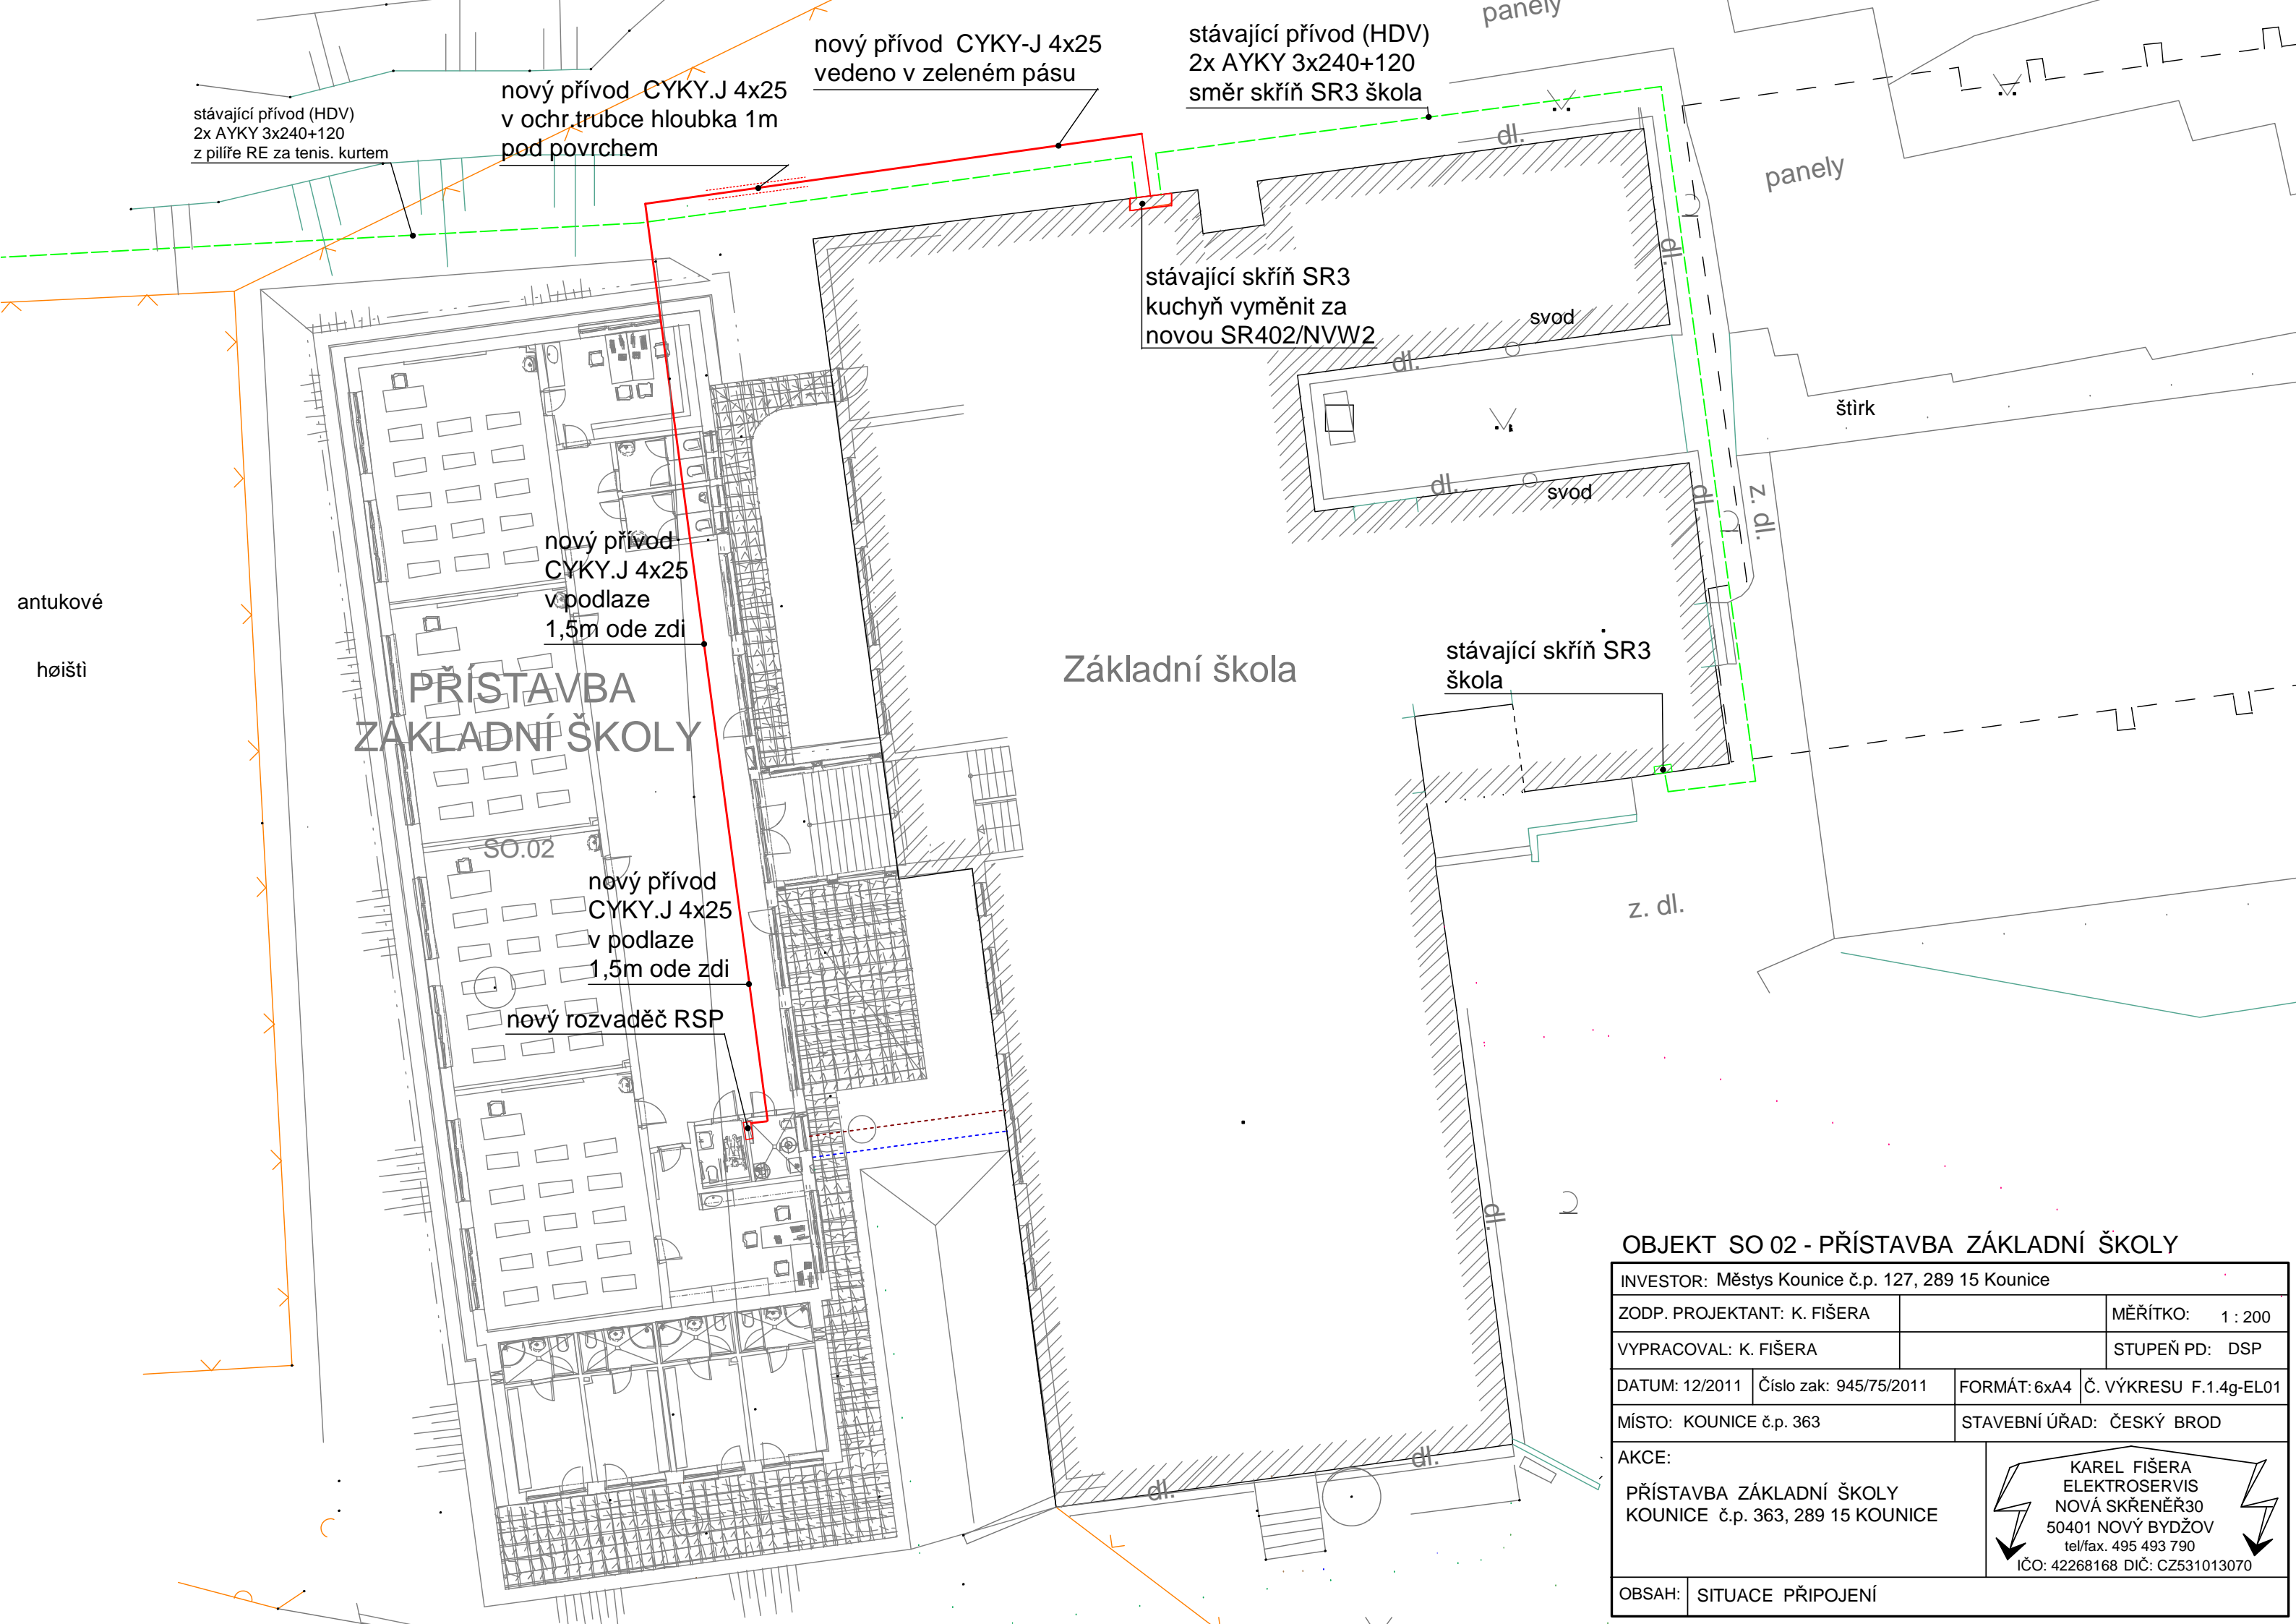 panely
nový přívod CYKY-J 4x25
vedeno v zeleném pásu
stávající přívod (HDV)
2x AYKY 3x240+120
směr skříň SR3 škola
nový přívod CYKY.J 4x25
v ochr.trubce hloubka 1m
pod povrchem
stávající přívod (HDV)
2x AYKY 3x240+120
z pilíře RE za tenis. kurtem
dl.
panely
dl.
stávající skříň SR3
kuchyň vyměnit za
novou SR402/NVW2
svod
dl.
štìrk
dl.
svod
dl.
z. dl.
nový přívod
CYKY.J 4x25
v podlaze
1,5m ode zdi
antukové
høištì
PŘÍSTAVBA
ZÁKLADNÍ ŠKOLY
Základní škola
stávající skříň SR3
škola
SO.02
nový přívod
CYKY.J 4x25
v podlaze
1,5m ode zdi
z. dl.
nový rozvaděč RSP
dl.
dl.
dl.
OBJEKT SO 02 - PŘÍSTAVBA ZÁKLADNÍ ŠKOLY
INVESTOR: Městys Kounice č.p. 127, 289 15 Kounice
ZODP. PROJEKTANT: K. FIŠERA
MĚŘÍTKO: 1 : 200
VYPRACOVAL: K. FIŠERA
STUPEŇ PD: DSP
DATUM: 12/2011
Číslo zak: 945/75/2011
FORMÁT: 6xA4
Č. VÝKRESU F.1.4g-EL01
MÍSTO: KOUNICE č.p. 363
STAVEBNÍ ÚŘAD: ČESKÝ BROD
AKCE:
PŘÍSTAVBA ZÁKLADNÍ ŠKOLY
KOUNICE č.p. 363, 289 15 KOUNICE
KAREL FIŠERA
ELEKTROSERVIS
NOVÁ SKŘENĚŘ30
50401 NOVÝ BYDŽOV
tel/fax. 495 493 790
IČO: 42268168 DIČ: CZ531013070
OBSAH: SITUACE PŘIPOJENÍ